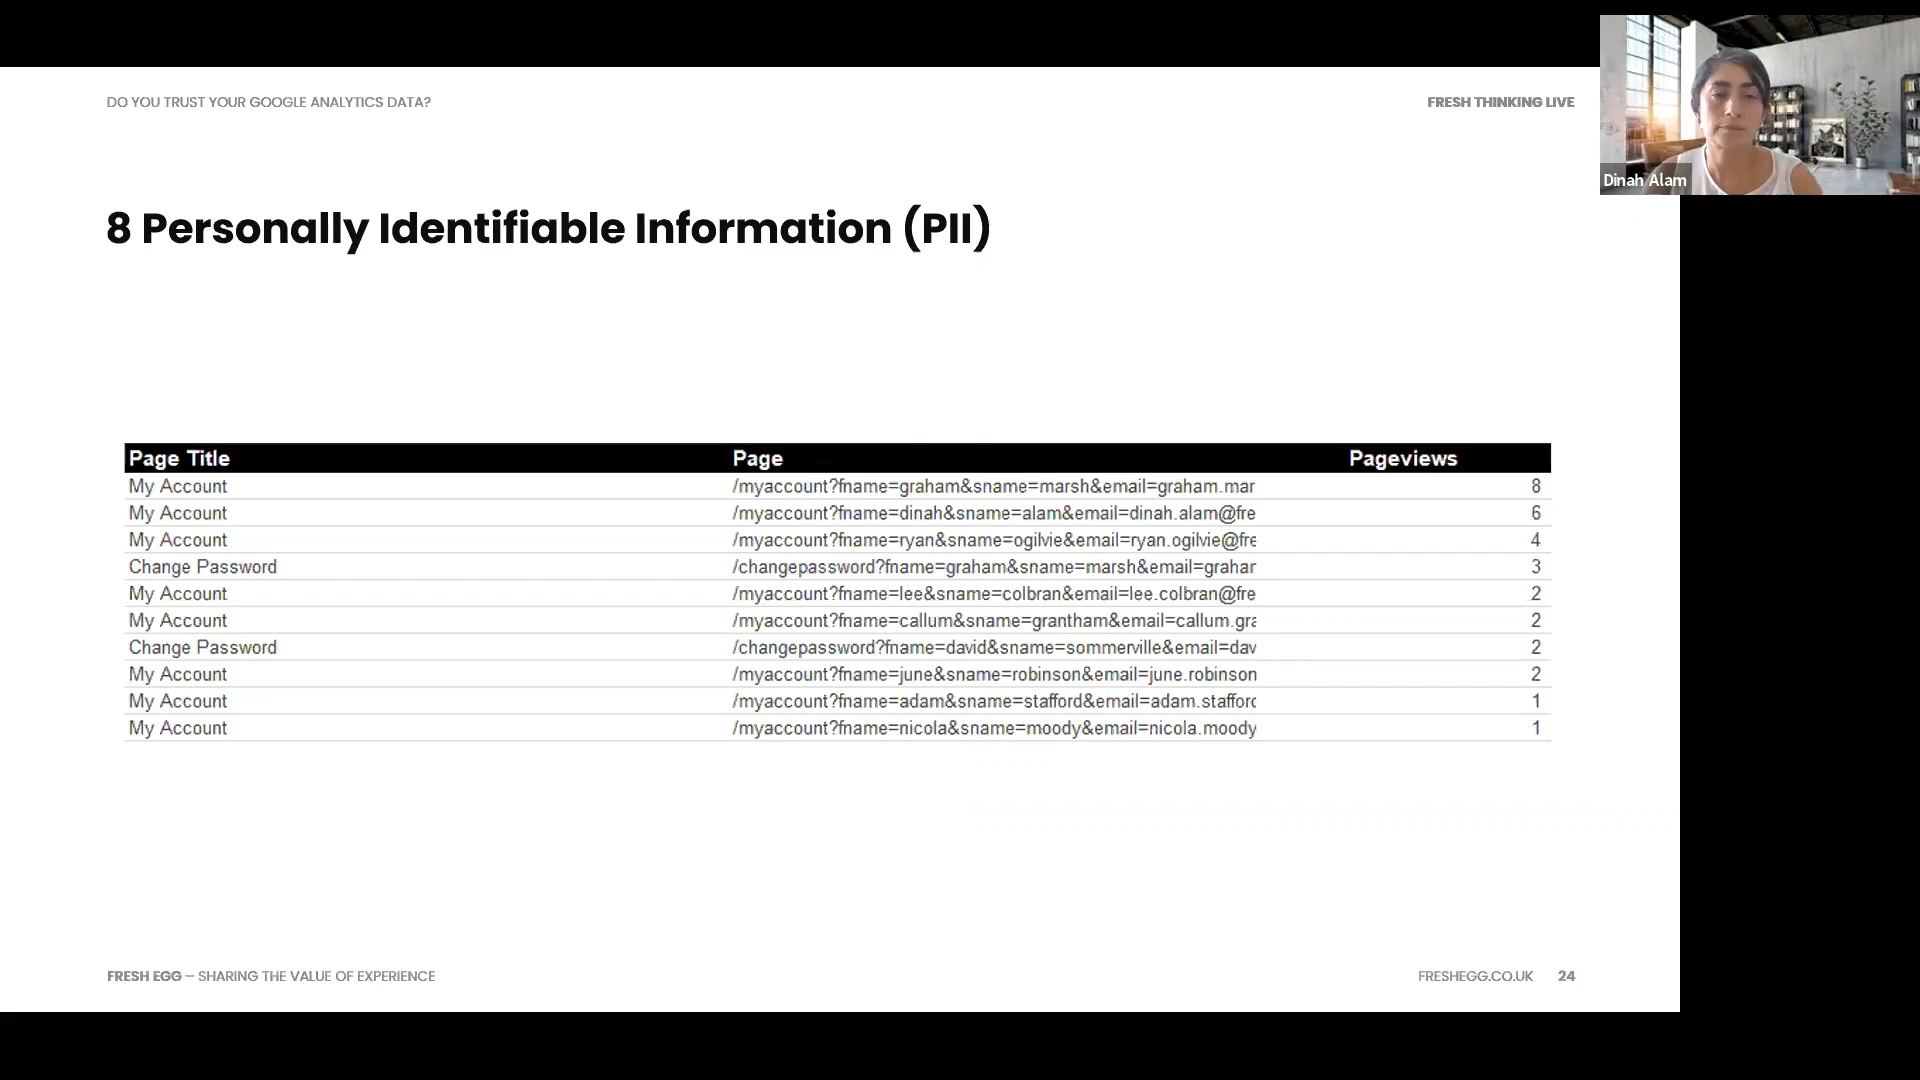 DO YOU TRUST YOUR GOOGLE ANALYTICS DATA? FRESH THINKING LIVE
Dinah Alam
8 Personally Identifiable Information (PII)
Page Title Page Pageviews
My Account /myaccount?fname=graham&sname=marsh&email=graham.mar 8
My Account /myaccount?fname=dinah&sname=alam&email=dinah.alam@fre 6
My Account /myaccount?fname=ryan&sname=ogilvie&email=ryan.ogilvie@fre 4
Change Password /changepassword?fname=graham&sname=marsh&email=graham 3
My Account /myaccount?fname=lee&sname=colbran&email=lee.colbran@fre 2
My Account /myaccount?fname=callum&sname=grantham&email=callum.gra 2
Change Password /changepassword?fname=david&sname=sommerville&email=dav 2
My Account /myaccount?fname=june&sname=robinson&email=june.robinson 2
My Account /myaccount?fname=adam&sname=stafford&email=adam.stafford 1
My Account /myaccount?fname=nicola&sname=moody&email=nicola.moody 1
FRESH EGG – SHARING THE VALUE OF EXPERIENCE FRESHEGG.CO.UK 24